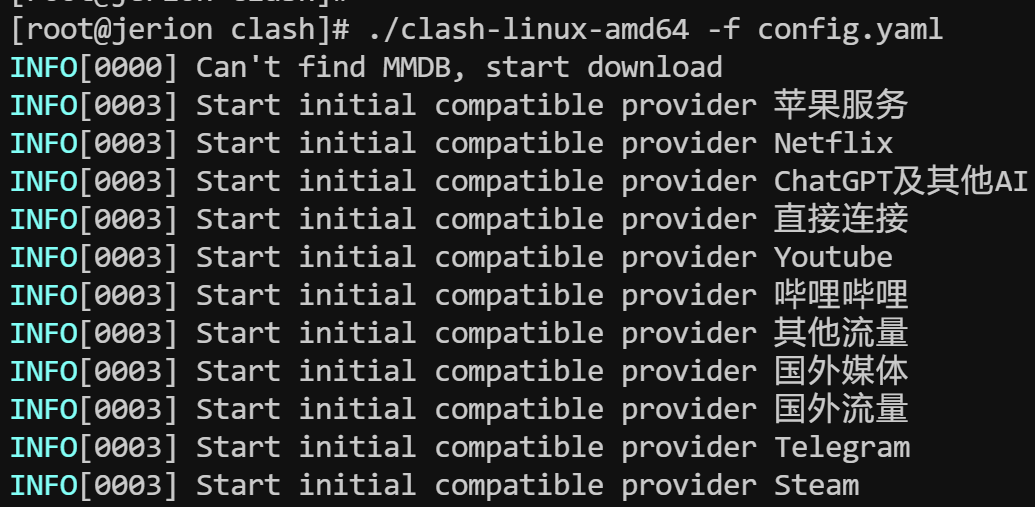 [root@jerion clash]#
[root@jerion clash]# ./clash-linux-amd64 -f config.yaml
INFO[0000] Can't find MMDB, start download
INFO[0003] Start initial compatible provider 苹果服务
INFO[0003] Start initial compatible provider Netflix
INFO[0003] Start initial compatible provider ChatGPT及其他AI
INFO[0003] Start initial compatible provider 直接连接
INFO[0003] Start initial compatible provider Youtube
INFO[0003] Start initial compatible provider 哔哩哔哩
INFO[0003] Start initial compatible provider 其他流量
INFO[0003] Start initial compatible provider 国外媒体
INFO[0003] Start initial compatible provider 国外流量
INFO[0003] Start initial compatible provider Telegram
INFO[0003] Start initial compatible provider Steam